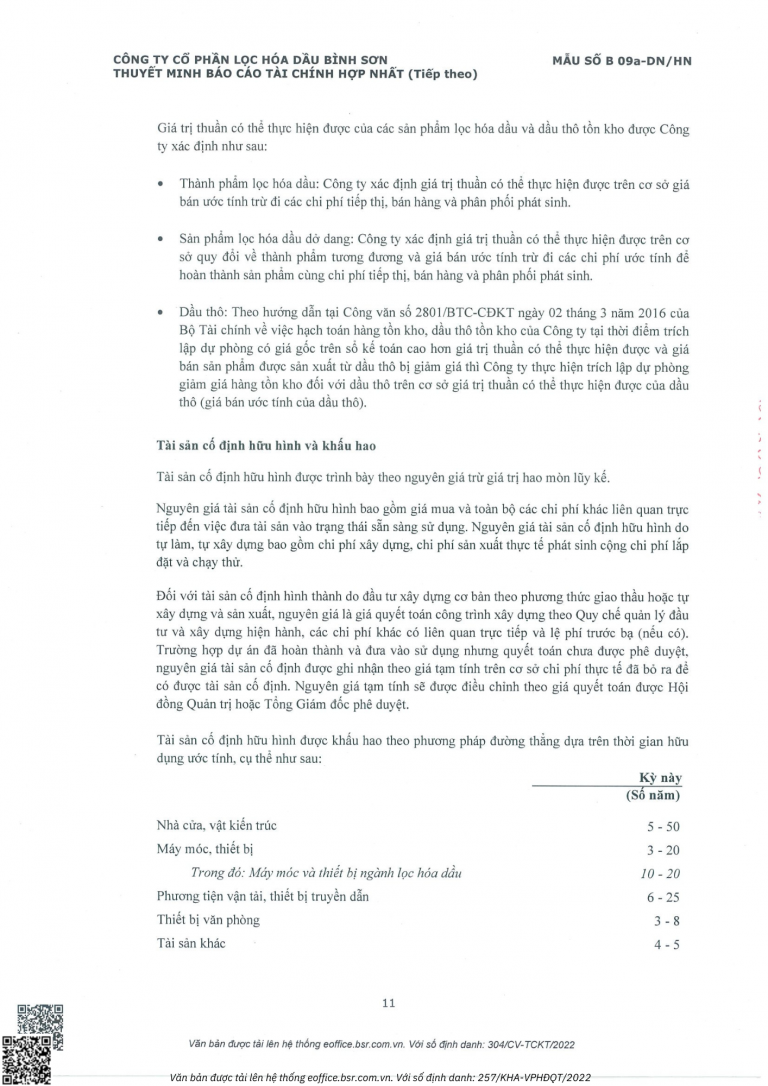 CÔNG TY CỔ PHẦN LỌC HÓA DẦU BÌNH SƠN MẪU SỐ B 09a-DN/HN
THUYẾT MINH BÁO CÁO TÀI CHÍNH HỢP NHẤT (Tiếp theo)
Giá trị thuần có thể thực hiện được của các sản phẩm lọc hóa dầu và dầu thô tồn kho được Công
ty xác định như sau:
• Thành phẩm lọc hóa dầu: Công ty xác định giá trị thuần có thể thực hiện được trên cơ sở giá
bán ước tính trừ đi các chi phí tiếp thị, bán hàng và phân phối phát sinh.
• Sản phẩm lọc hóa dầu dở dang: Công ty xác định giá trị thuần có thể thực hiện được trên cơ
sở quy đổi về thành phẩm tương đương và giá bán ước tính trừ đi các chi phí ước tính để
hoàn thành sản phẩm cùng chi phí tiếp thị, bán hàng và phân phối phát sinh.
• Dầu thô: Theo hướng dẫn tại Công văn số 2801/BTC-CĐKT ngày 02 tháng 3 năm 2016 của
Bộ Tài chính về việc hạch toán hàng tồn kho, dầu thô tồn kho của Công ty tại thời điểm trích
lập dự phòng có giá gốc trên sổ kế toán cao hơn giá trị thuần có thể thực hiện được và giá
bán sản phẩm được sản xuất từ dầu thô bị giảm giá thì Công ty thực hiện trích lập dự phòng
giảm giá hàng tồn kho đối với dầu thô trên cơ sở giá trị thuần có thể thực hiện được của dầu
thô (giá bán ước tính của dầu thô).
Tài sản cố định hữu hình và khấu hao
Tài sản cố định hữu hình được trình bày theo nguyên giá trừ giá trị hao mòn lũy kế.
Nguyên giá tài sản cố định hữu hình bao gồm giá mua và toàn bộ các chi phí khác liên quan trực
tiếp đến việc đưa tài sản vào trạng thái sẵn sàng sử dụng. Nguyên giá tài sản cố định hữu hình do
tự làm, tự xây dựng bao gồm chi phí xây dựng, chi phí sản xuất thực tế phát sinh cộng chi phí lắp
đặt và chạy thử.
Đối với tài sản cố định hình thành do đầu tư xây dựng cơ bản theo phương thức giao thầu hoặc tự
xây dựng và sản xuất, nguyên giá là giá quyết toán công trình xây dựng theo Quy chế quản lý đầu
tư và xây dựng hiện hành, các chi phí khác có liên quan trực tiếp và lệ phí trước bạ (nếu có).
Trường hợp dự án đã hoàn thành và đưa vào sử dụng nhưng quyết toán chưa được phê duyệt,
nguyên giá tài sản cố định được ghi nhận theo giá tạm tính trên cơ sở chi phí thực tế đã bỏ ra để
có được tài sản cố định. Nguyên giá tạm tính sẽ được điều chỉnh theo giá quyết toán được Hội
đồng Quản trị hoặc Tổng Giám đốc phê duyệt.
Tài sản cố định hữu hình được khấu hao theo phương pháp đường thẳng dựa trên thời gian hữu
dụng ước tính, cụ thể như sau:
Kỳ này
(Số năm)
Nhà cửa, vật kiến trúc 5 - 50
Máy móc, thiết bị 3 - 20
Trong đó: Máy móc và thiết bị ngành lọc hóa dầu 10 - 20
Phương tiện vận tải, thiết bị truyền dẫn 6 - 25
Thiết bị văn phòng 3 - 8
Tài sản khác 4 - 5
11
Văn bản được tải lên hệ thống eoffice.bsr.com.vn. Với số định danh: 304/CV-TCKT/2022
Văn bản được tải lên hệ thống eoffice.bsr.com.vn. Với số định danh: 257/KHA-VPHĐQT/2022